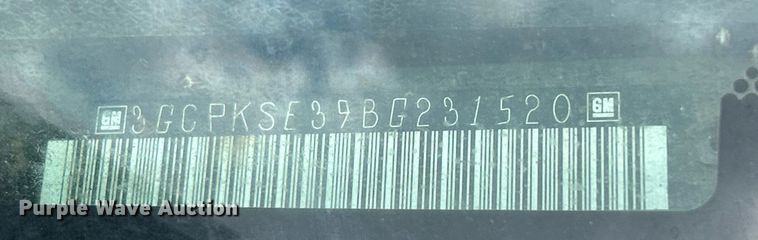 GM 3GCPKSE39BG231520 GM
Purple Wave Auction